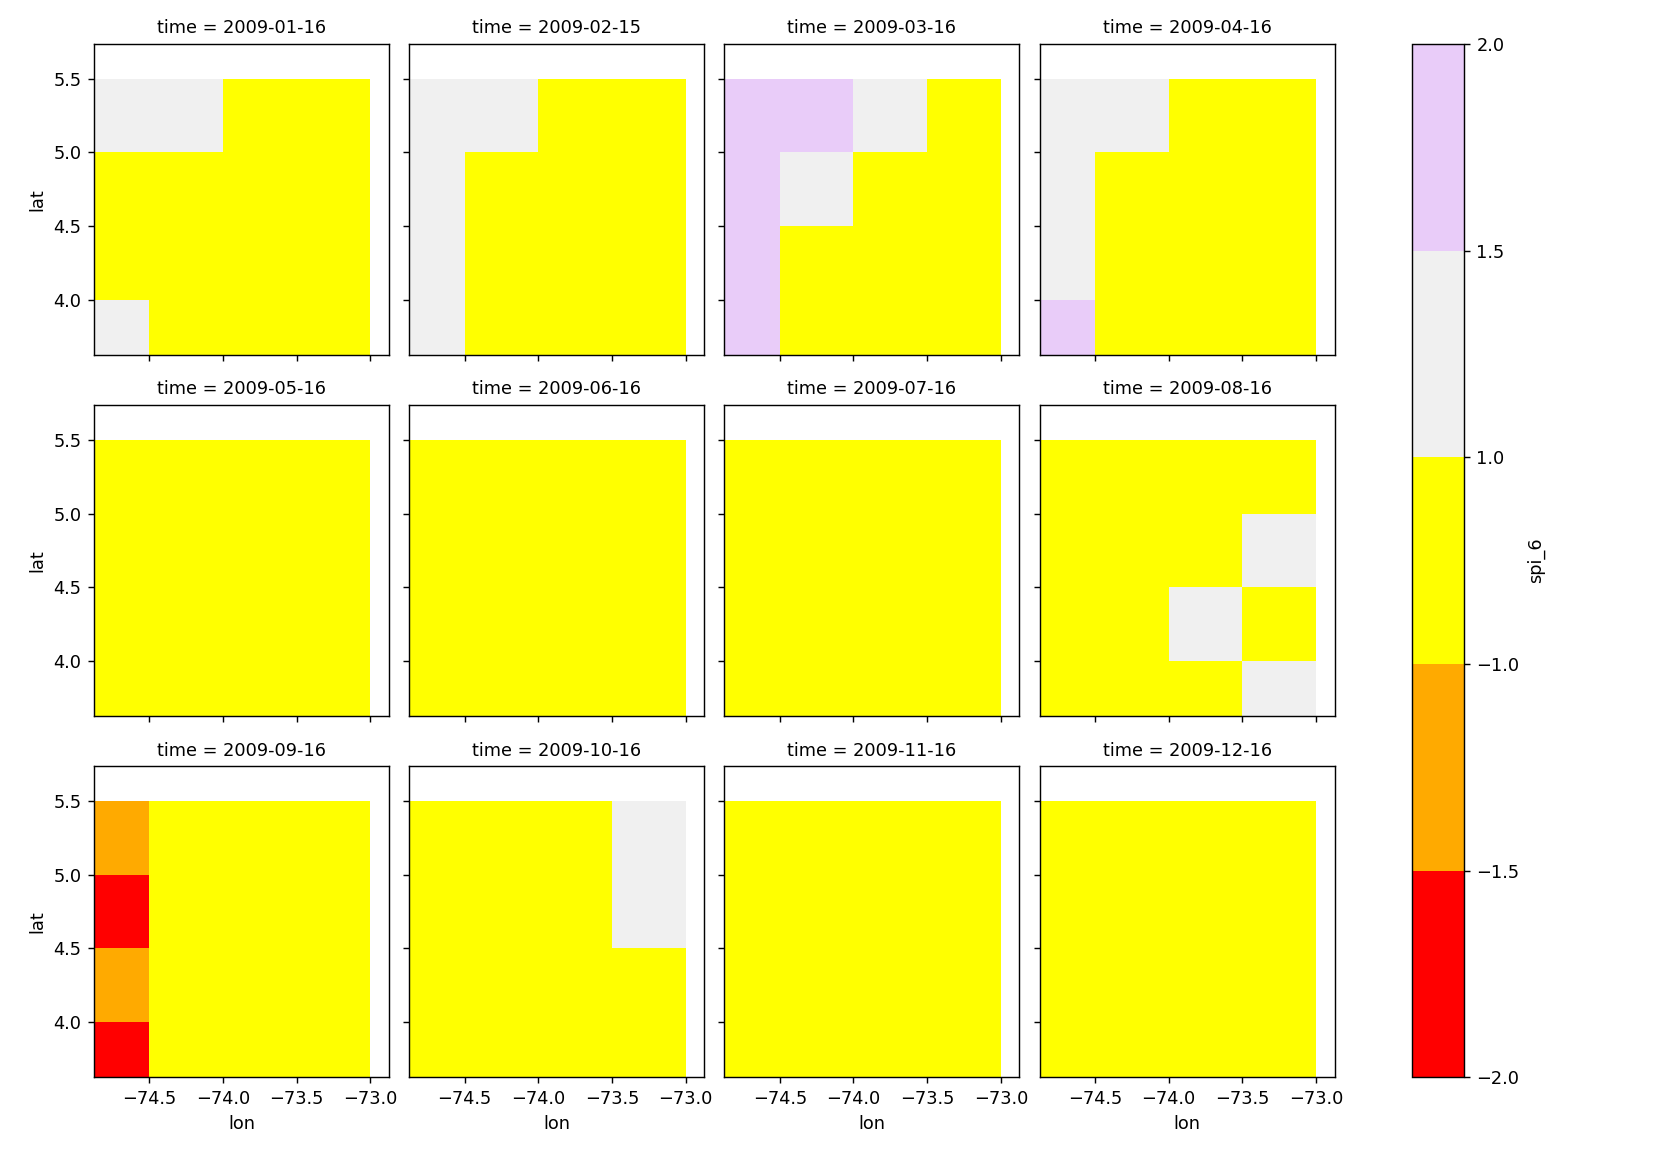 time = 2009-01-16
time = 2009-02-15
time = 2009-03-16
time = 2009-04-16
5.5
5.0
4.5
4.0
lat
time = 2009-05-16
time = 2009-06-16
time = 2009-07-16
time = 2009-08-16
5.5
5.0
4.5
4.0
lat
time = 2009-09-16
time = 2009-10-16
time = 2009-11-16
time = 2009-12-16
5.5
5.0
4.5
4.0
lat
−74.5 −74.0 −73.5 −73.0
lon
−74.5 −74.0 −73.5 −73.0
lon
−74.5 −74.0 −73.5 −73.0
lon
−74.5 −74.0 −73.5 −73.0
lon
2.0
1.5
1.0
−1.0
−1.5
−2.0
spi_6